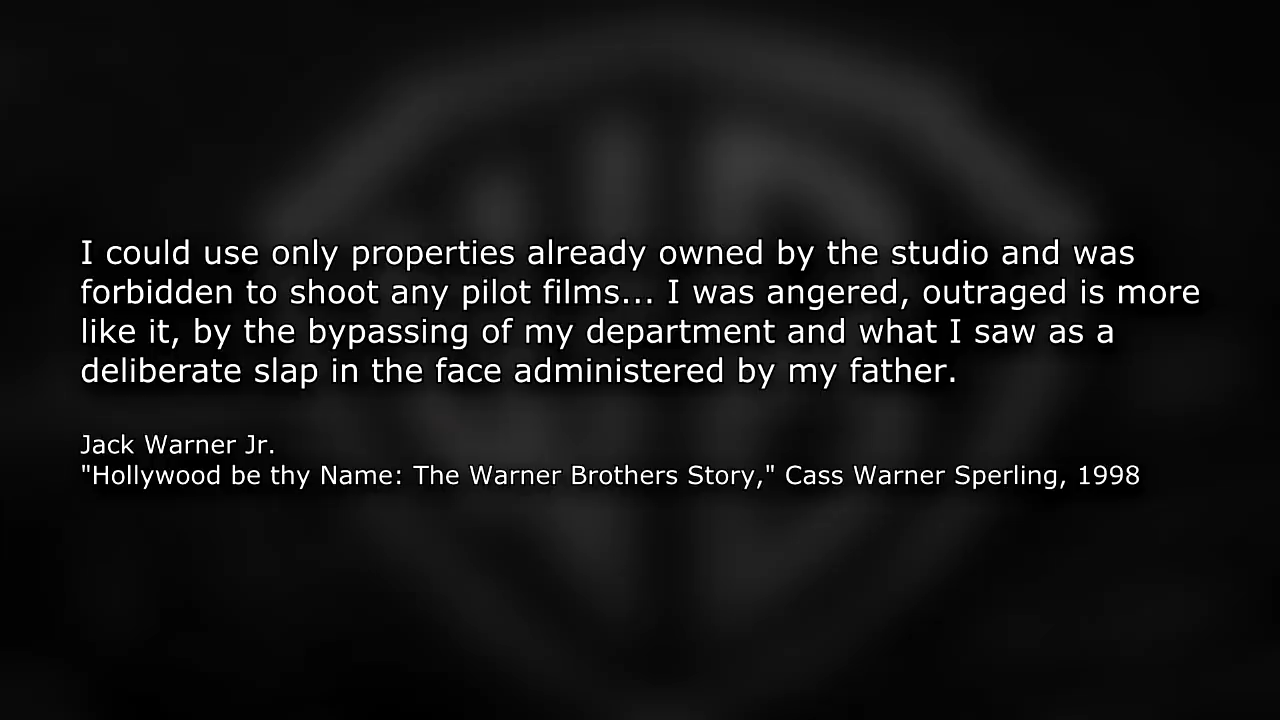 I could use only properties already owned by the studio and was
forbidden to shoot any pilot films... I was angered, outraged is more
like it, by the bypassing of my department and what I saw as a
deliberate slap in the face administered by my father.
Jack Warner Jr.
"Hollywood be thy Name: The Warner Brothers Story," Cass Warner Sperling, 1998